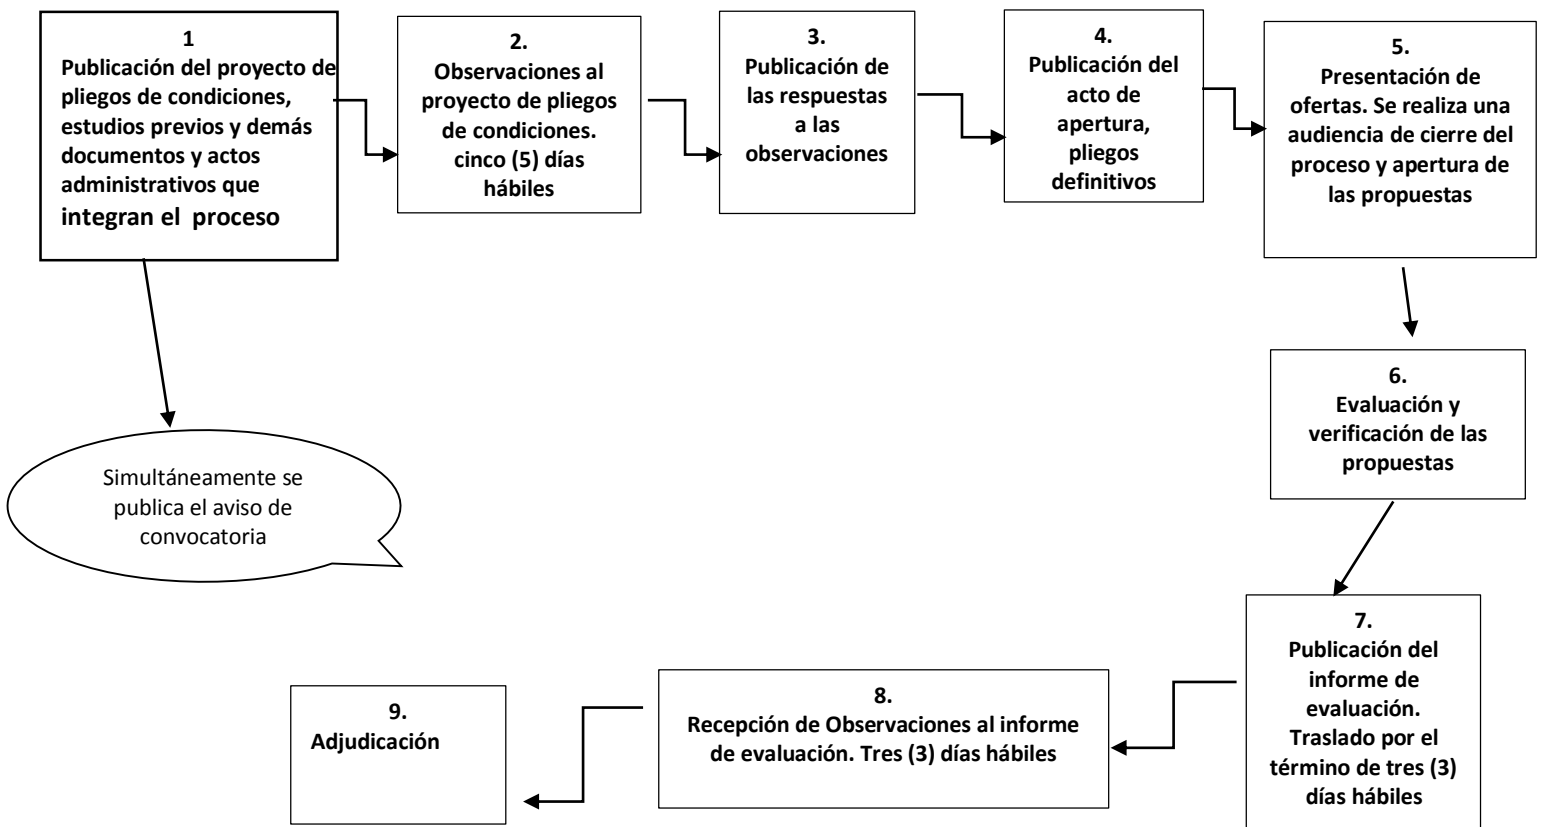 1
Publicación del proyecto de
pliegos de condiciones,
estudios previos y demás
documentos y actos
administrativos que
integran el proceso
2.
Observaciones al
proyecto de pliegos
de condiciones.
cinco (5) días
hábiles
3.
Publicación de
las respuestas
a las
observaciones
4.
Publicación del
acto de
apertura,
pliegos
definitivos
5.
Presentación de
ofertas. Se realiza una
audiencia de cierre del
proceso y apertura de
las propuestas
Simultáneamente se
publica el aviso de
convocatoria
6.
Evaluación y
verificación de las
propuestas
7.
Publicación del
informe de
evaluación.
Traslado por el
término de tres (3)
días hábiles
8.
Recepción de Observaciones al informe
de evaluación. Tres (3) días hábiles
9.
Adjudicación